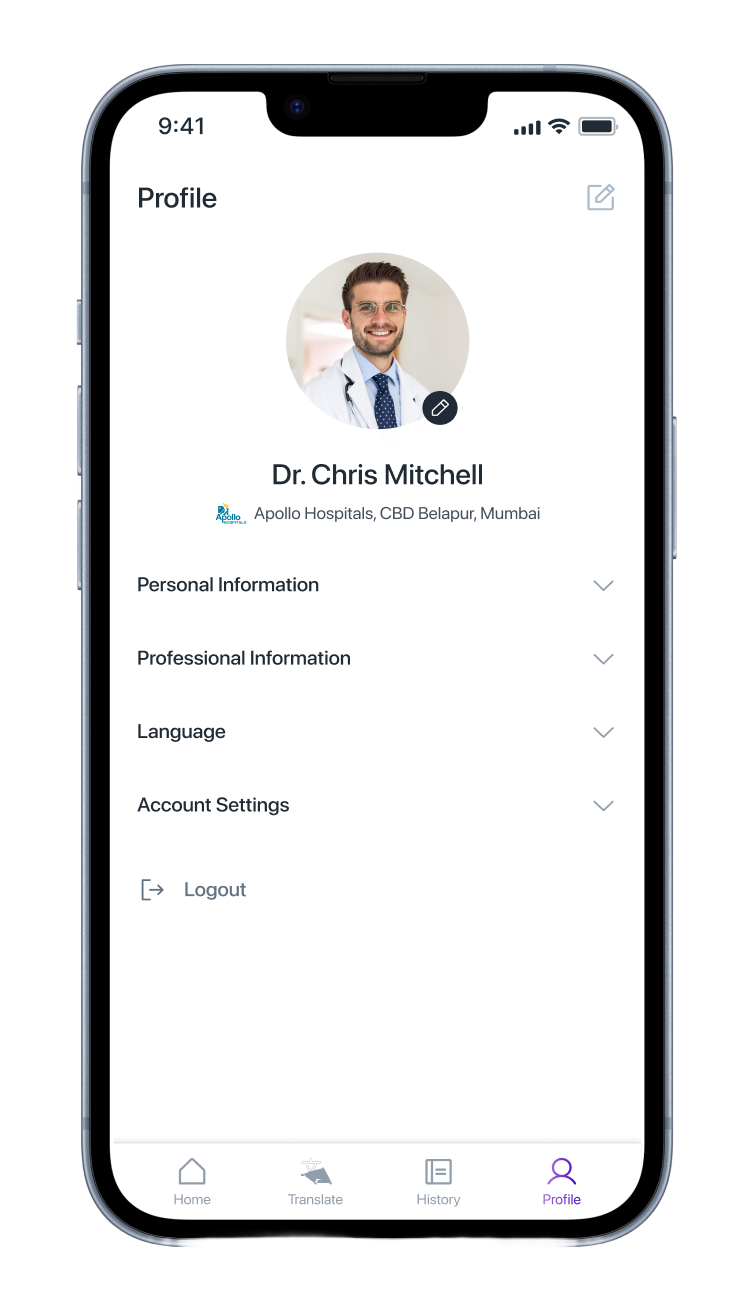 9:41
Profile
Dr. Chris Mitchell
Apollo
HOSPITALS
Apollo Hospitals, CBD Belapur, Mumbai
Personal Information
Professional Information
Language
Account Settings
Logout
Home
Translate
History
Profile